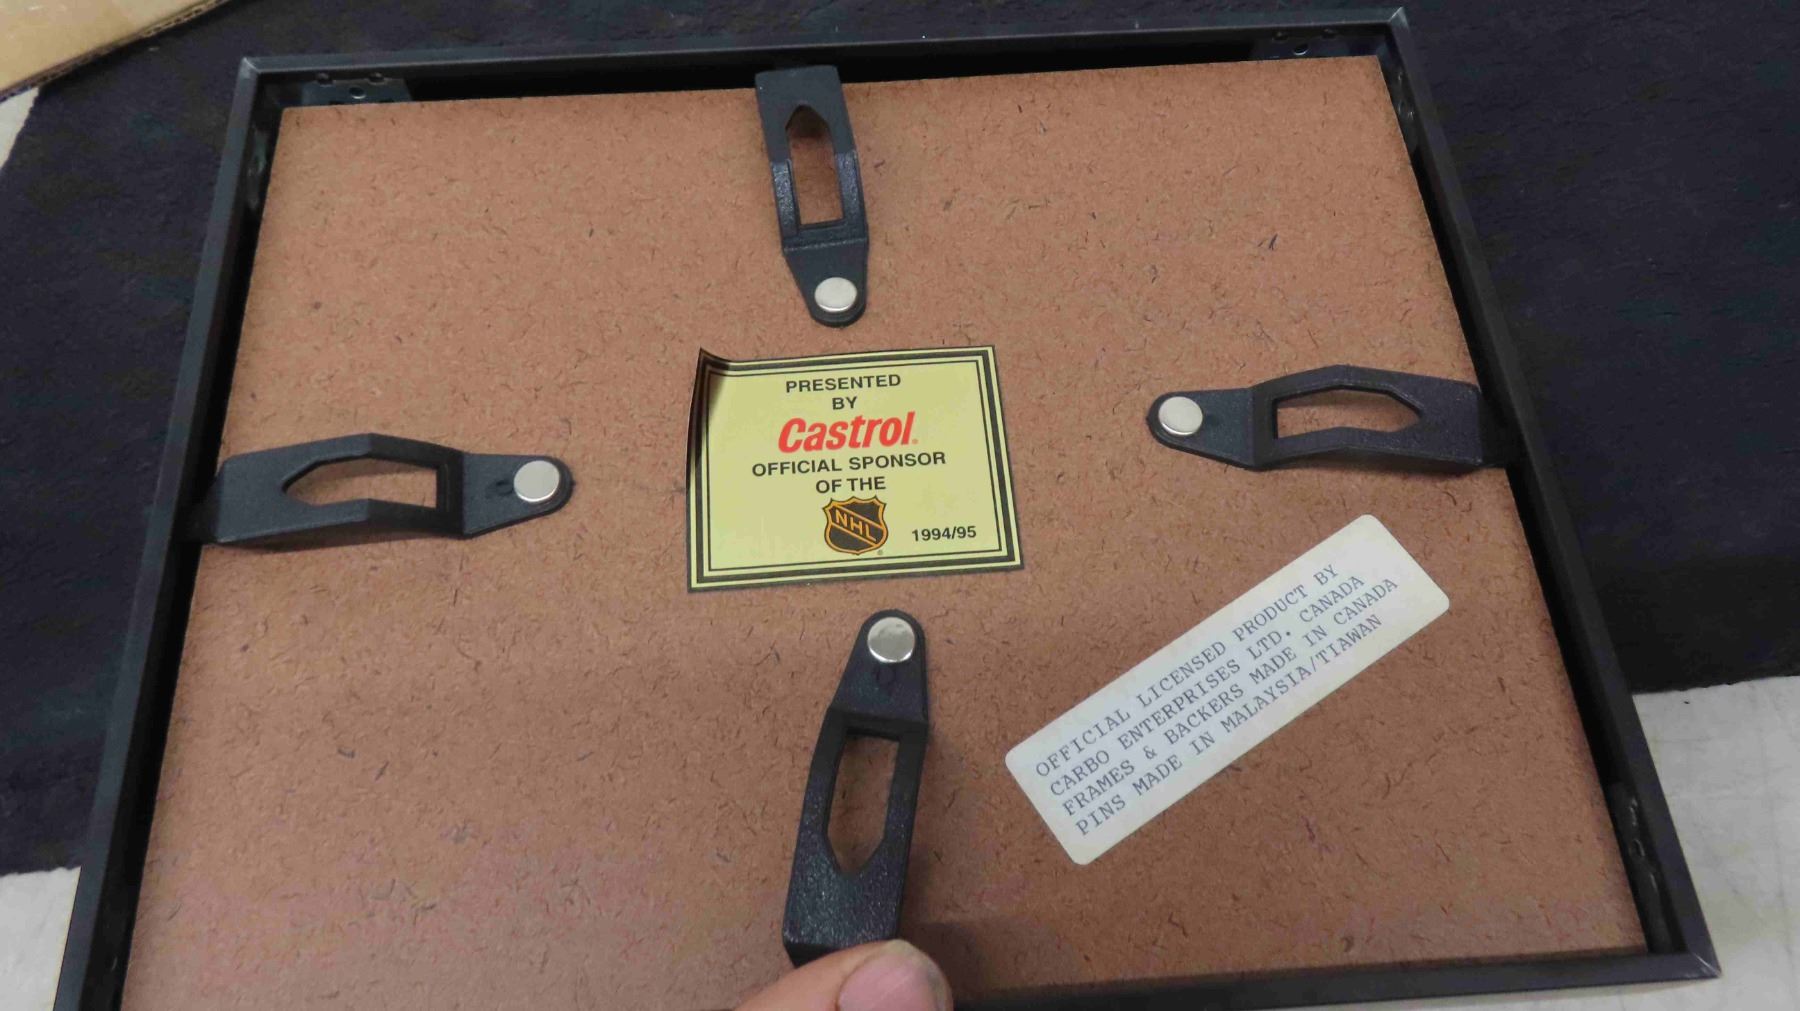 PRESENTED
BY
Castrol
OFFICIAL SPONSOR
OF THE
NHL
1994/95
OFFICIAL LICENSED PRODUCT BY
CARBO ENTERPRISES LTD. CANADA
FRAMES & BACKERS MADE IN CANADA
PINS MADE IN MALAYSIA/TIAWAN